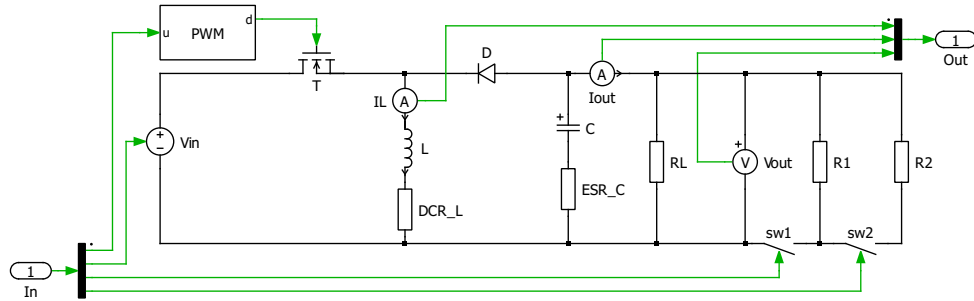 u
PWM
d
D
T
IL
A
A
Iout
1
Out
+
−
Vin
L
+
C
RL
+
V
Vout
R1
R2
DCR_L
ESR_C
sw1
sw2
1
In